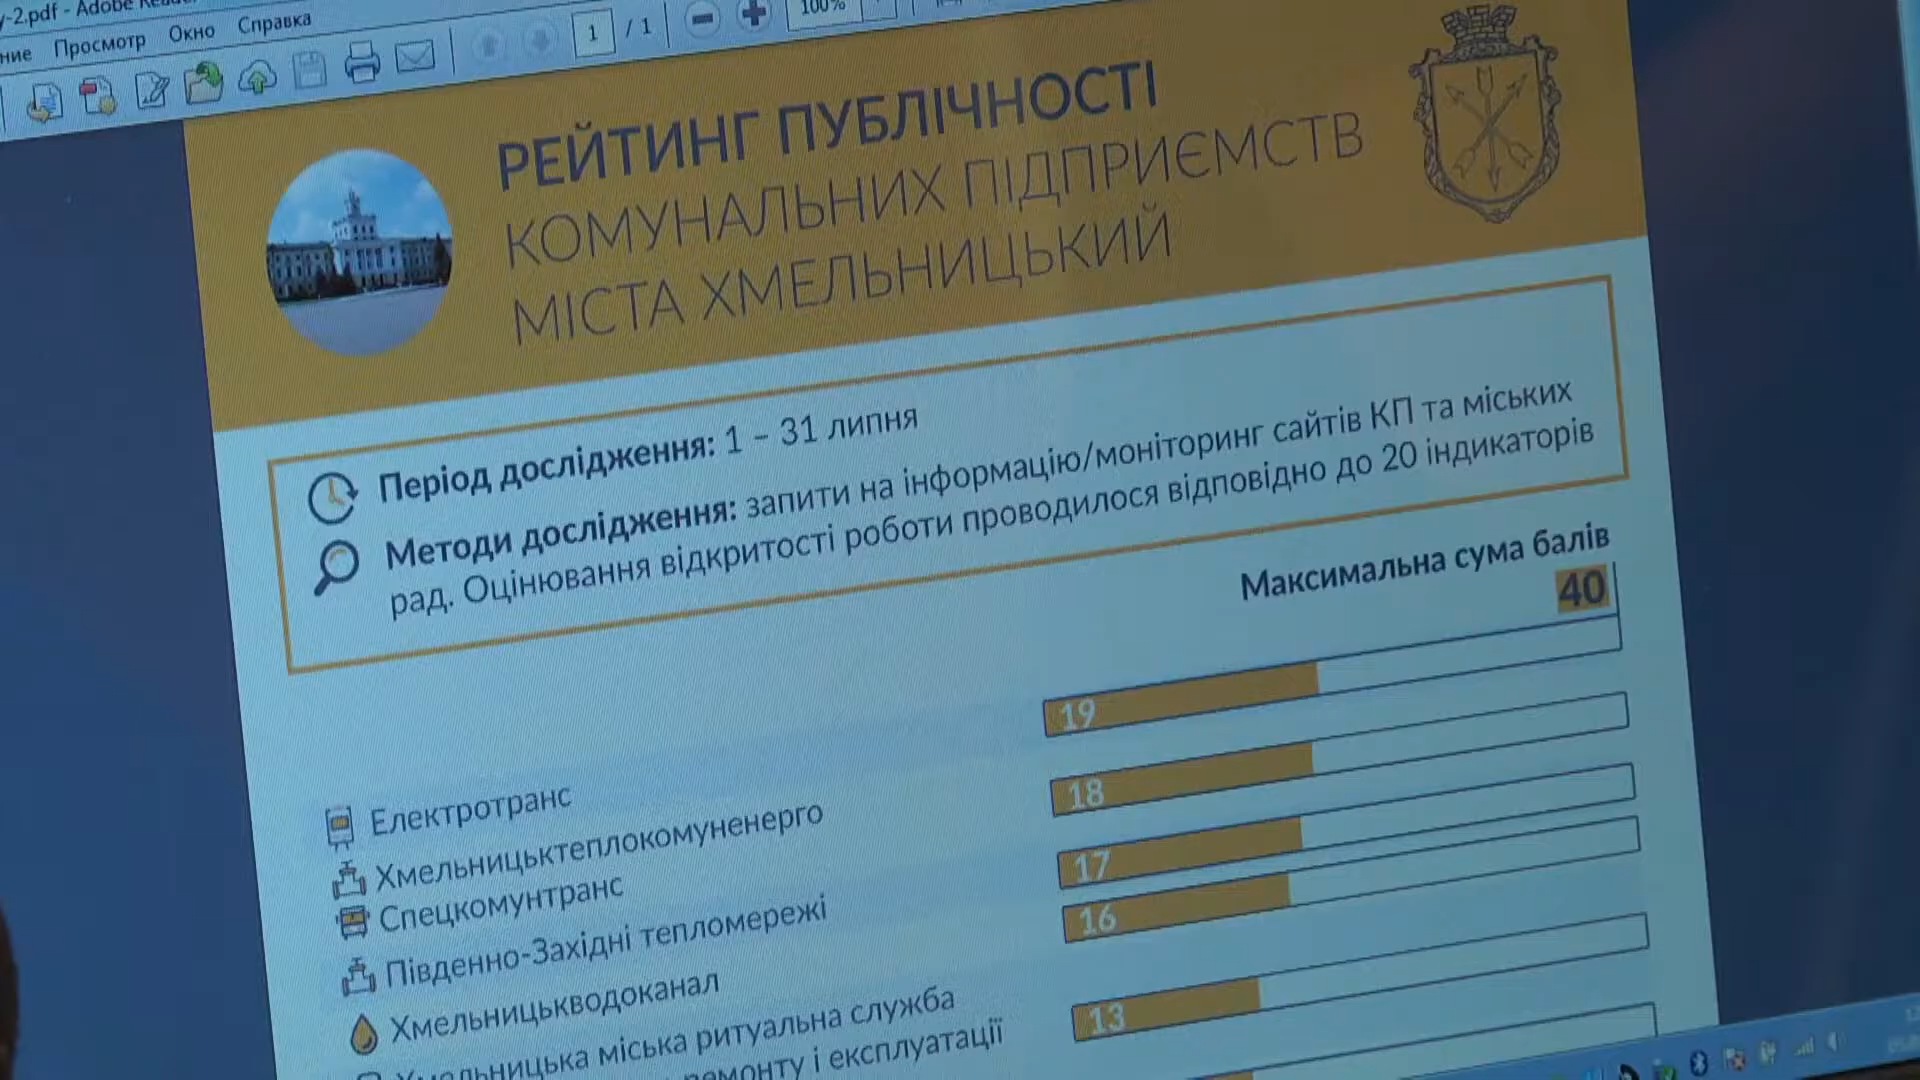 y-2.pdf - Adobe Reader
Просмотр Окно Справка
1 / 1
100%
РЕЙТИНГ ПУБЛІЧНОСТІ
КОМУНАЛЬНИХ ПІДПРИЄМСТВ
МІСТА ХМЕЛЬНИЦЬКИЙ
Період дослідження: 1 – 31 липня
Методи дослідження: запити на інформацію/моніторинг сайтів КП та міських
рад. Оцінювання відкритості роботи проводилося відповідно до 20 індикаторів
Максимальна сума балів
40
19
Електротранс
18
Хмельницьктеплокомуненерго
17
Спецкомунтранс
16
Південно-Західні тепломережі
Хмельницькводоканал
13
Хмельницька міська ритуальна служба
ремонту і експлуатації